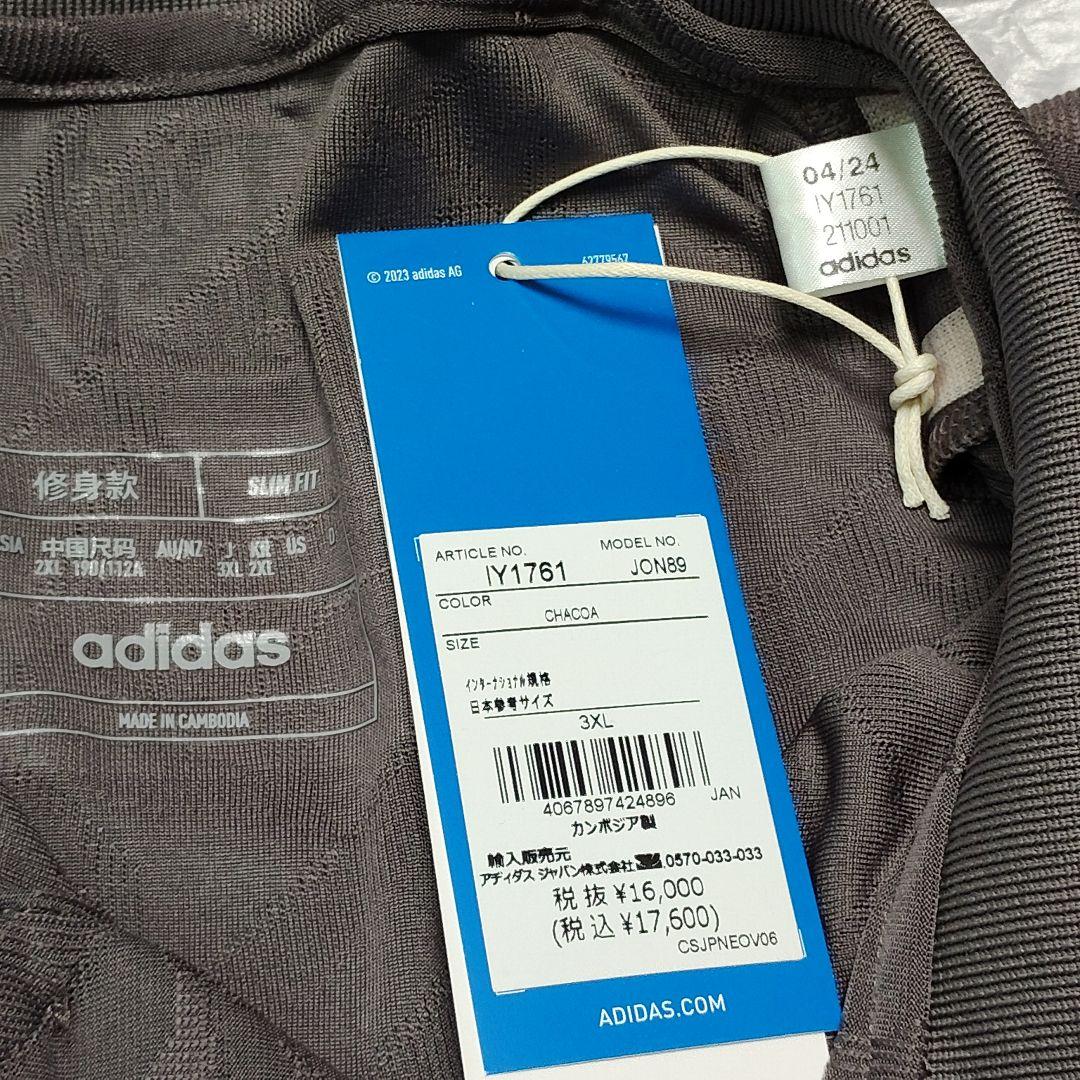 04/24
IY1761
211001
adidas
© 2023 adidas AG
62779567
修身款
SLIM FIT
中国尺码 AU/NZ J KR US
2XL 190/112A 3XL 2XL
adidas
MADE IN CAMBODIA
ARTICLE NO. MODEL NO.
IY1761 JON89
COLOR
CHACOA
SIZE
インターナショナル規格
日本参考サイズ
3XL
4067897424896 JAN
カンボジア製
輸入販売元
アディダス ジャパン株式会社 0570-033-033
税抜 ¥16,000
(税込 ¥17,600)
CSJPNEOV06
ADIDAS.COM